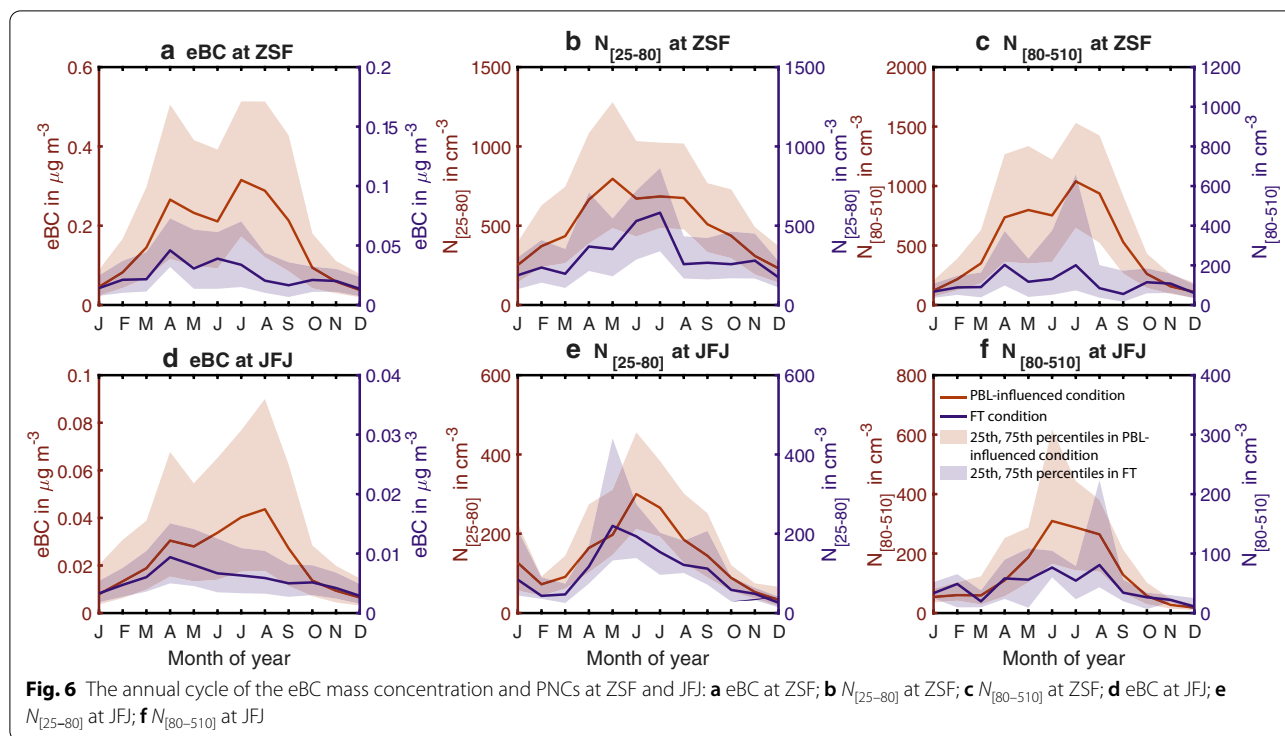 a eBC at ZSF
0.6
0.4
0.2
0
eBC in μg m-3
0.2
0.15
0.1
0.05
0
eBC in μg m-3
J F M A M J J A S O N D
b N[25-80] at ZSF
1500
1000
500
0
N[25-80] in cm-3
1500
1000
500
0
N[25-80] in cm-3
J F M A M J J A S O N D
c N[80-510] at ZSF
2000
1500
1000
500
0
N[80-510] in cm-3
1200
1000
800
600
400
200
0
N[80-510] in cm-3
J F M A M J J A S O N D
d eBC at JFJ
0.1
0.08
0.06
0.04
0.02
0
eBC in μg m-3
0.04
0.03
0.02
0.01
0
eBC in μg m-3
J F M A M J J A S O N D
Month of year
e N[25-80] at JFJ
600
400
200
0
N[25-80] in cm-3
600
400
200
0
N[25-80] in cm-3
J F M A M J J A S O N D
Month of year
f N[80-510] at JFJ
800
600
400
200
0
N[80-510] in cm-3
400
300
200
100
0
N[80-510] in cm-3
PBL-influenced condition
FT condition
25th, 75th percentiles in PBL-
influenced condition
25th, 75th percentiles in FT
J F M A M J J A S O N D
Month of year
Fig. 6 The annual cycle of the eBC mass concentration and PNCs at ZSF and JFJ: a eBC at ZSF; b N[25–80] at ZSF; c N[80–510] at ZSF; d eBC at JFJ; e
N[25–80] at JFJ; f N[80–510] at JFJ